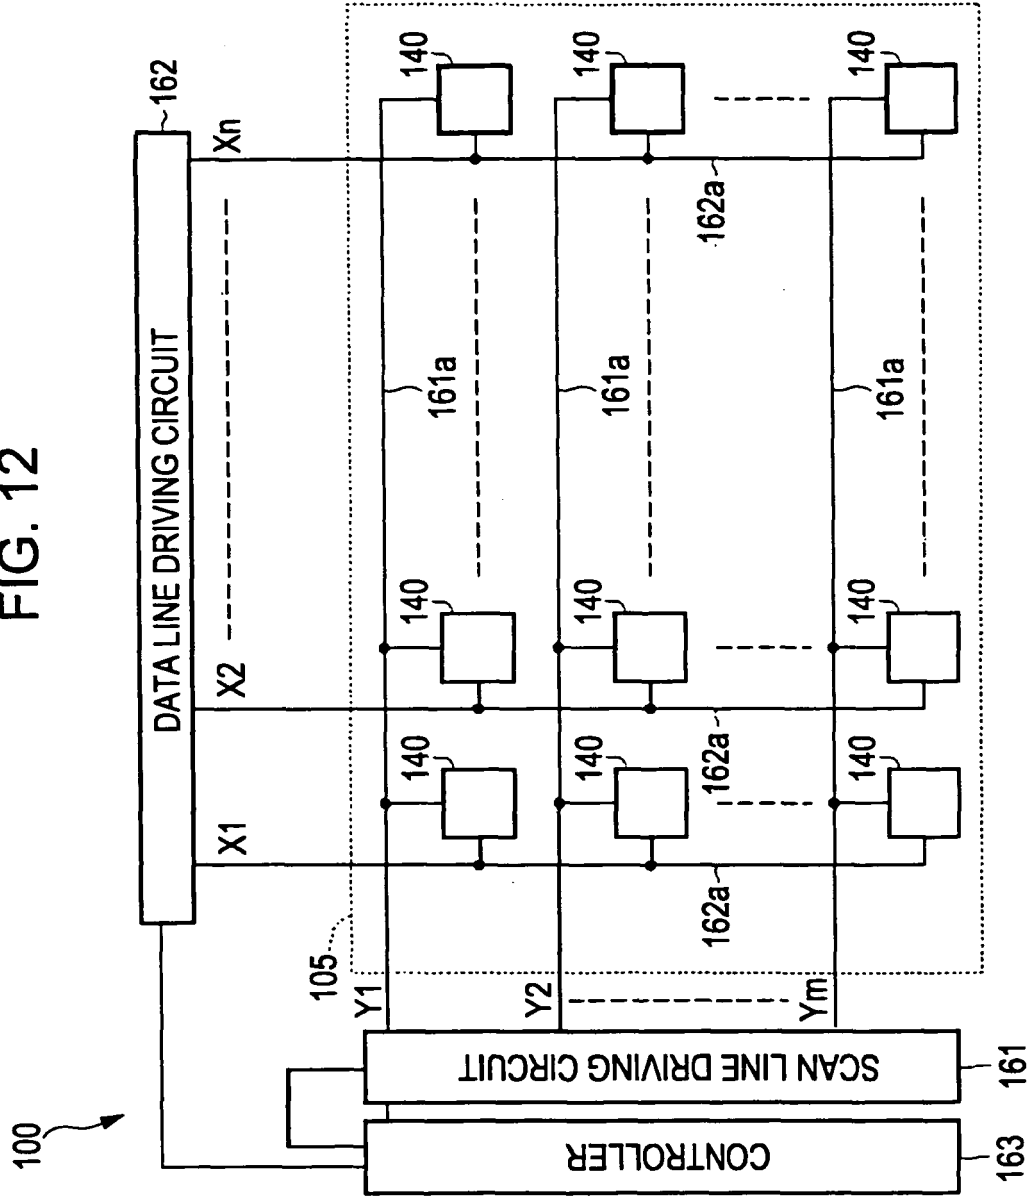 FIG. 12
100
DATA LINE DRIVING CIRCUIT
162
X1
X2
Xn
105
Y1
140
140
140
161a
Y2
140
140
140
161a
162a
162a
162a
Ym
140
140
140
161a
CONTROLLER
SCAN LINE DRIVING CIRCUIT
163
161